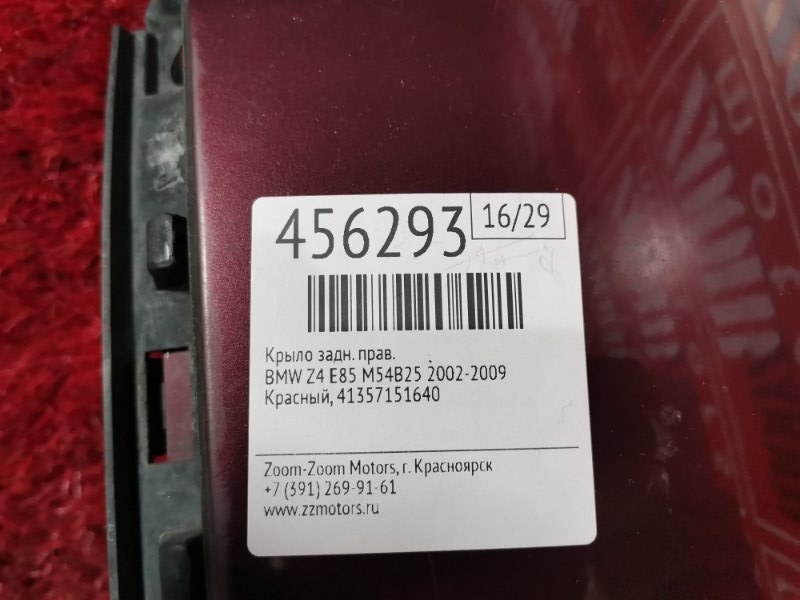 456293
16/29
Крыло задн. прав.
BMW Z4 E85 M54B25 2002-2009
Красный, 41357151640
Zoom-Zoom Motors, г. Красноярск
+7 (391) 269-91-61
www.zzmotors.ru